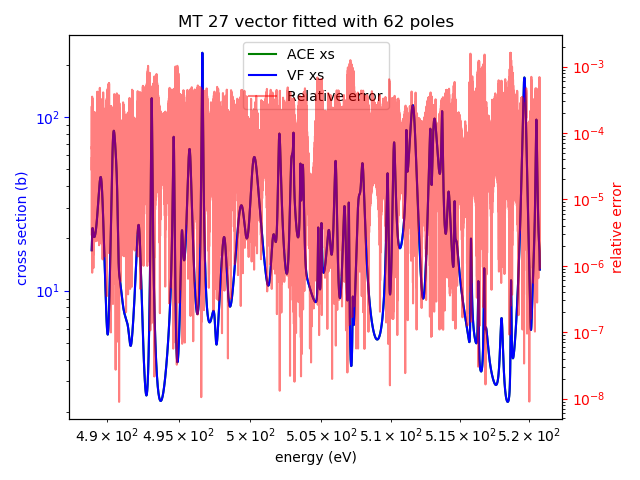 MT 27 vector fitted with 62 poles
ACE xs
VF xs
Relative error
cross section (b)
10²
10¹
relative error
10⁻³
10⁻⁴
10⁻⁵
10⁻⁶
10⁻⁷
10⁻⁸
4.9 × 10² 4.95 × 10² 5 × 10² 5.05 × 10² 5.1 × 10² 5.15 × 10² 5.2 × 10²
energy (eV)